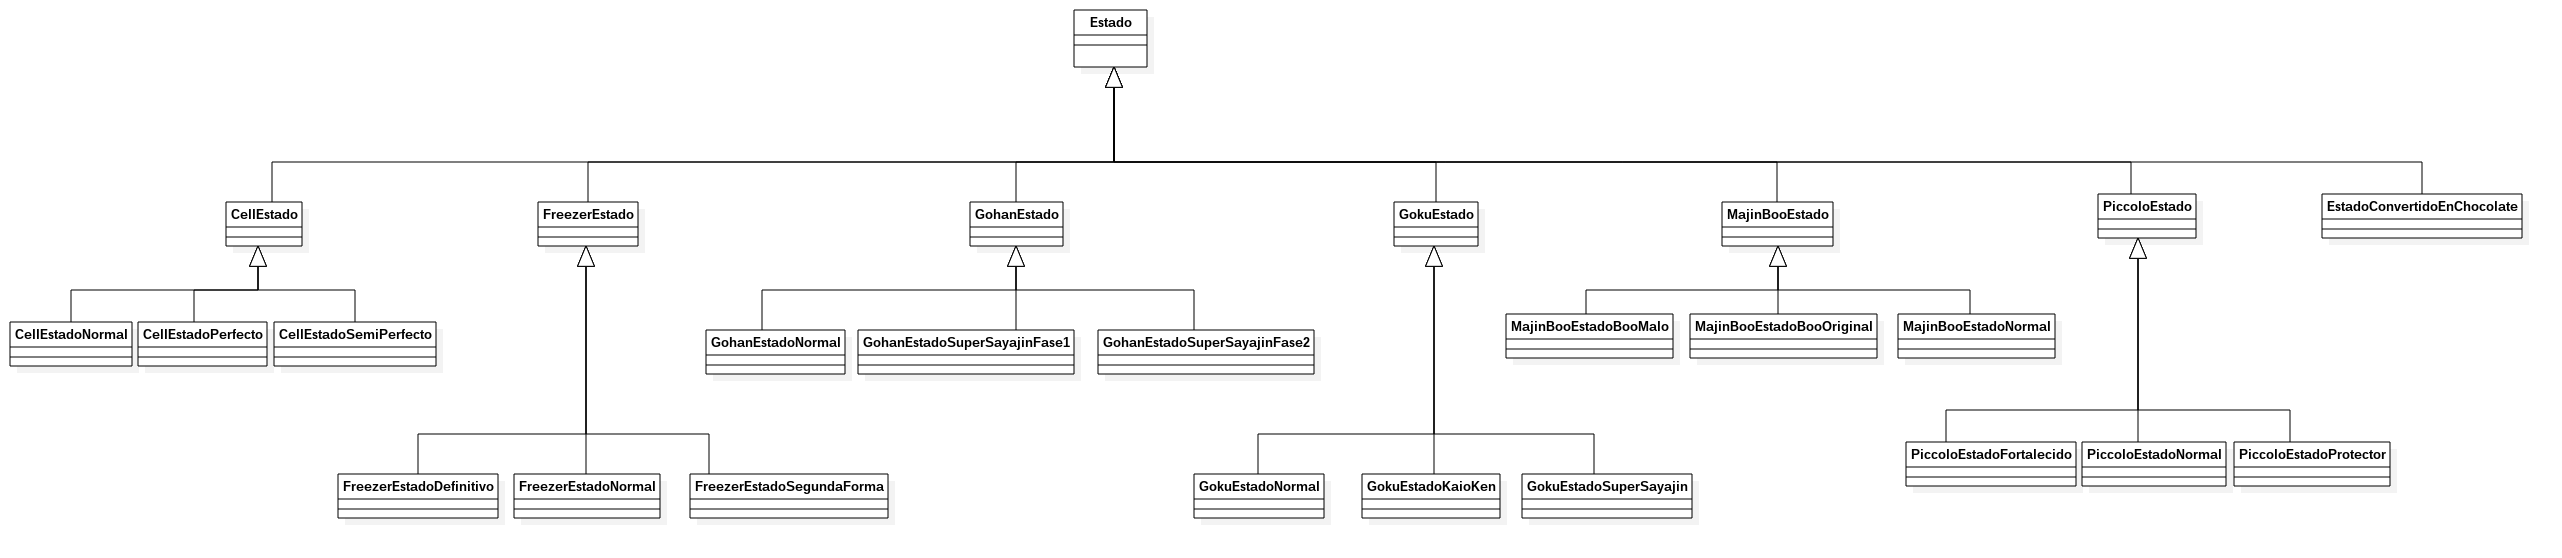 Estado
CellEstado
FreezerEstado
GohanEstado
GokuEstado
MajinBooEstado
PiccoloEstado
EstadoConvertidoEnChocolate
CellEstadoNormal
CellEstadoPerfecto
CellEstadoSemiPerfecto
GohanEstadoNormal
GohanEstadoSuperSayajinFase1
GohanEstadoSuperSayajinFase2
MajinBooEstadoBooMalo
MajinBooEstadoBooOriginal
MajinBooEstadoNormal
FreezerEstadoDefinitivo
FreezerEstadoNormal
FreezerEstadoSegundaForma
GokuEstadoNormal
GokuEstadoKaioKen
GokuEstadoSuperSayajin
PiccoloEstadoFortalecido
PiccoloEstadoNormal
PiccoloEstadoProtector